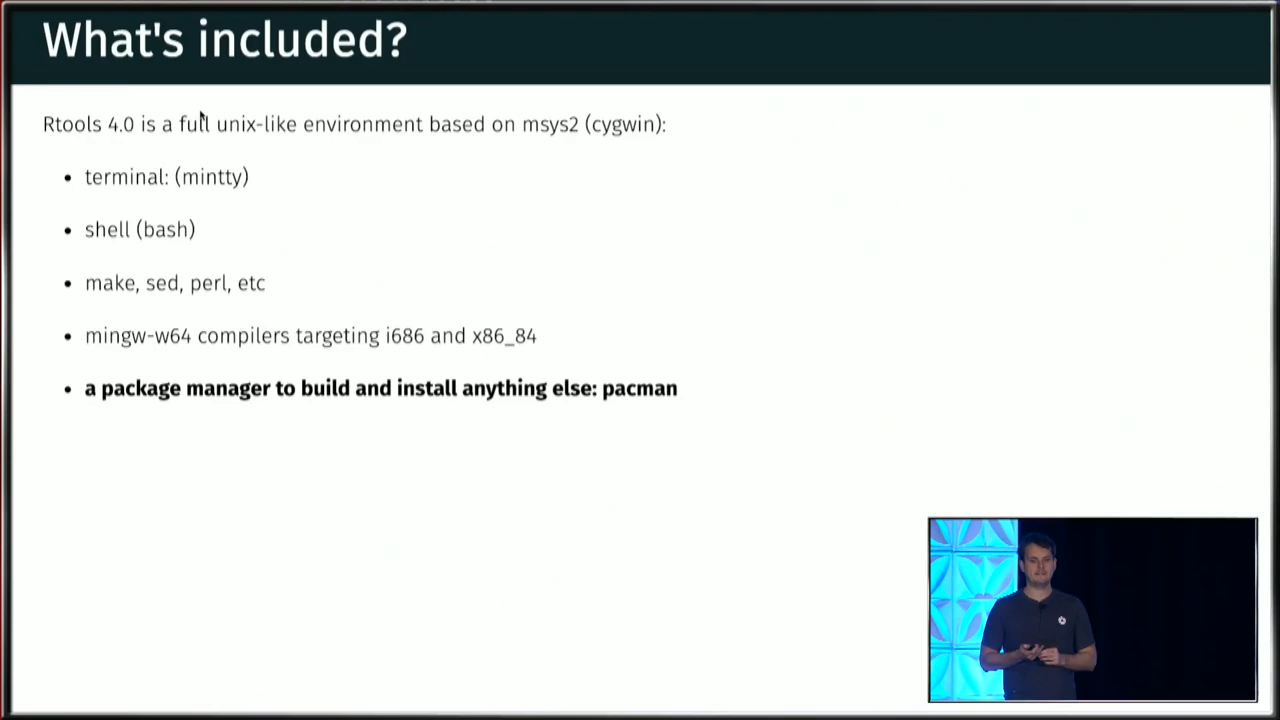 What's included?
Rtools 4.0 is a full unix-like environment based on msys2 (cygwin):
• terminal: (mintty)
• shell (bash)
• make, sed, perl, etc
• mingw-w64 compilers targeting i686 and x86_84
• a package manager to build and install anything else: pacman